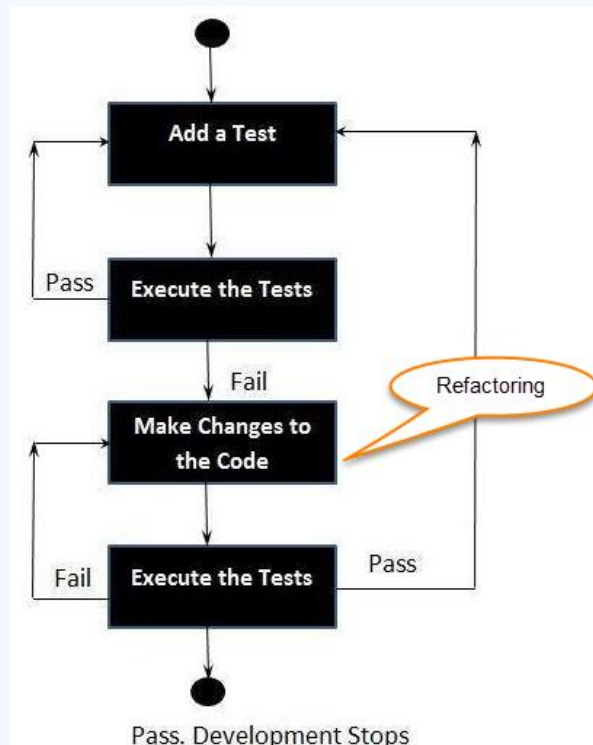 Add a Test
Pass
Execute the Tests
Fail
Refactoring
Make Changes to
the Code
Fail
Execute the Tests
Pass
Pass. Development Stops